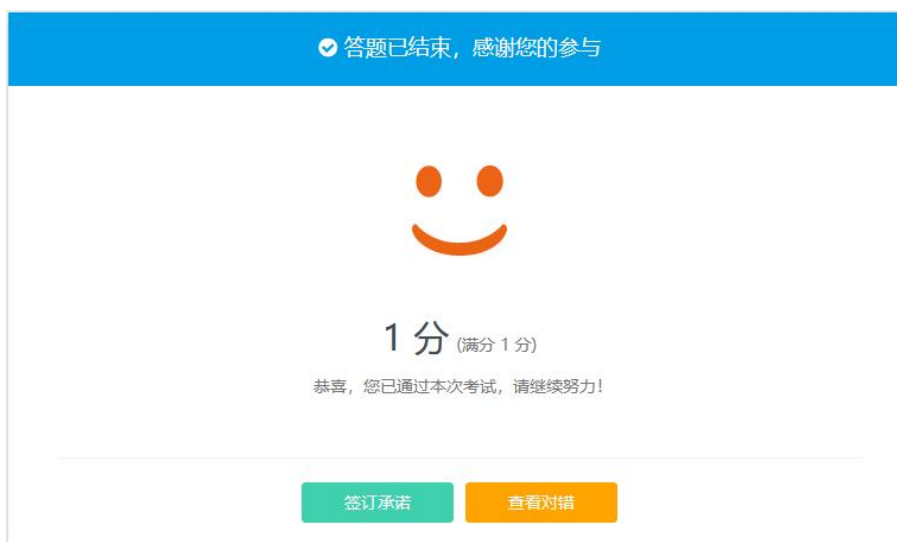 答题已结束，感谢您的参与
1 分 (满分 1 分)
恭喜，您已通过本次考试，请继续努力！
签订承诺
查看对错